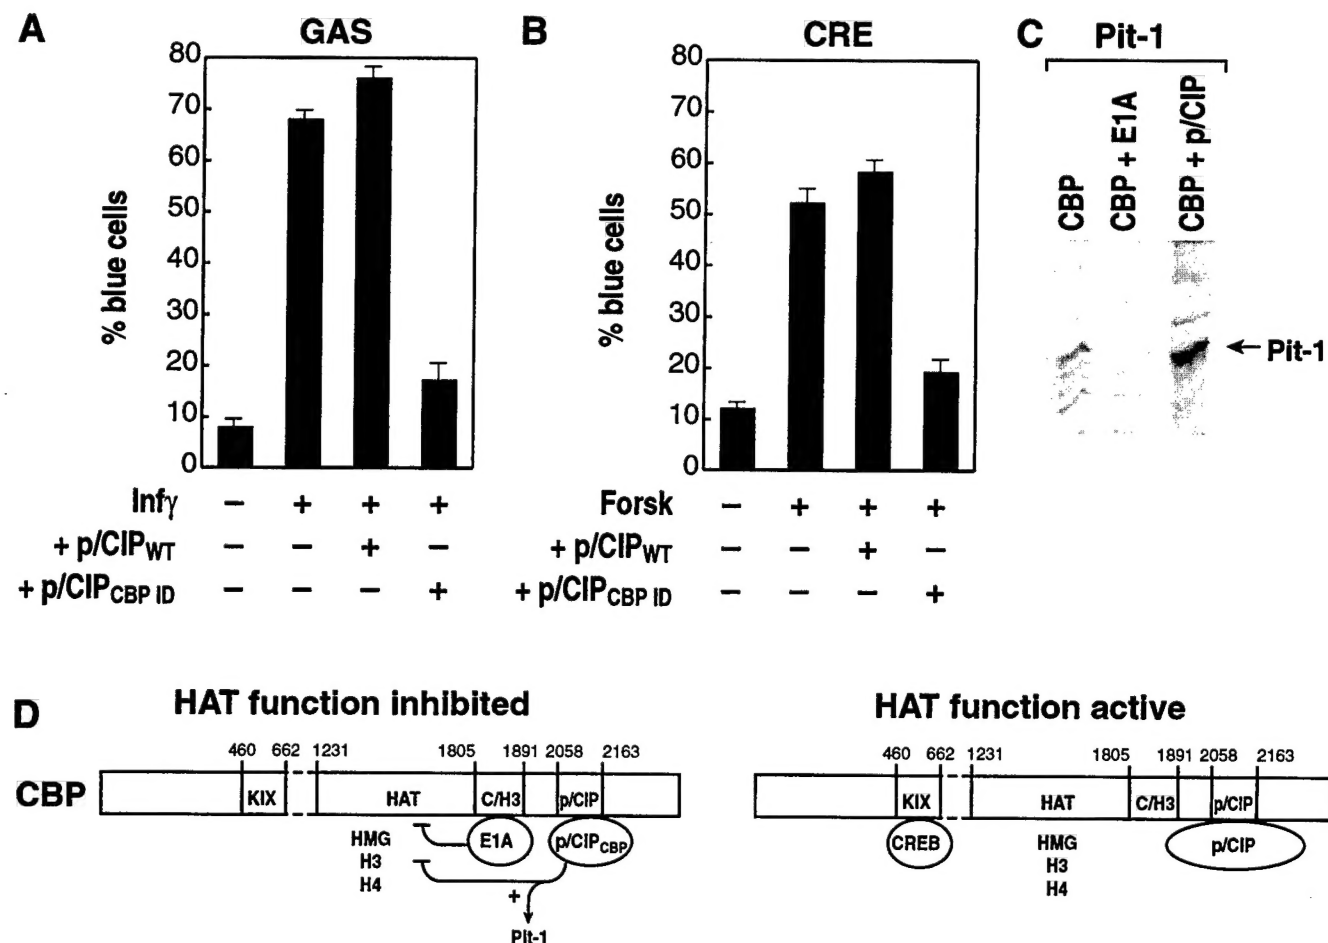 A
GAS
% blue cells
80
70
60
50
40
30
20
10
0
Infγ − + + +
+ p/CIPWT − − + −
+ p/CIPCBP ID − − − +
B
CRE
% blue cells
80
70
60
50
40
30
20
10
0
Forsk − + + +
+ p/CIPWT − − + −
+ p/CIPCBP ID − − − +
C
Pit-1
CBP
CBP + E1A
CBP + p/CIP
Pit-1
D
HAT function inhibited
460 662 1231 1805 1891 2058 2163
CBP
KIX HAT C/H3 p/CIP
HMG E1A p/CIPCBP
H3
H4
+
Pit-1
HAT function active
460 662 1231 1805 1891 2058 2163
KIX HAT C/H3 p/CIP
CREB HMG p/CIP
H3
H4